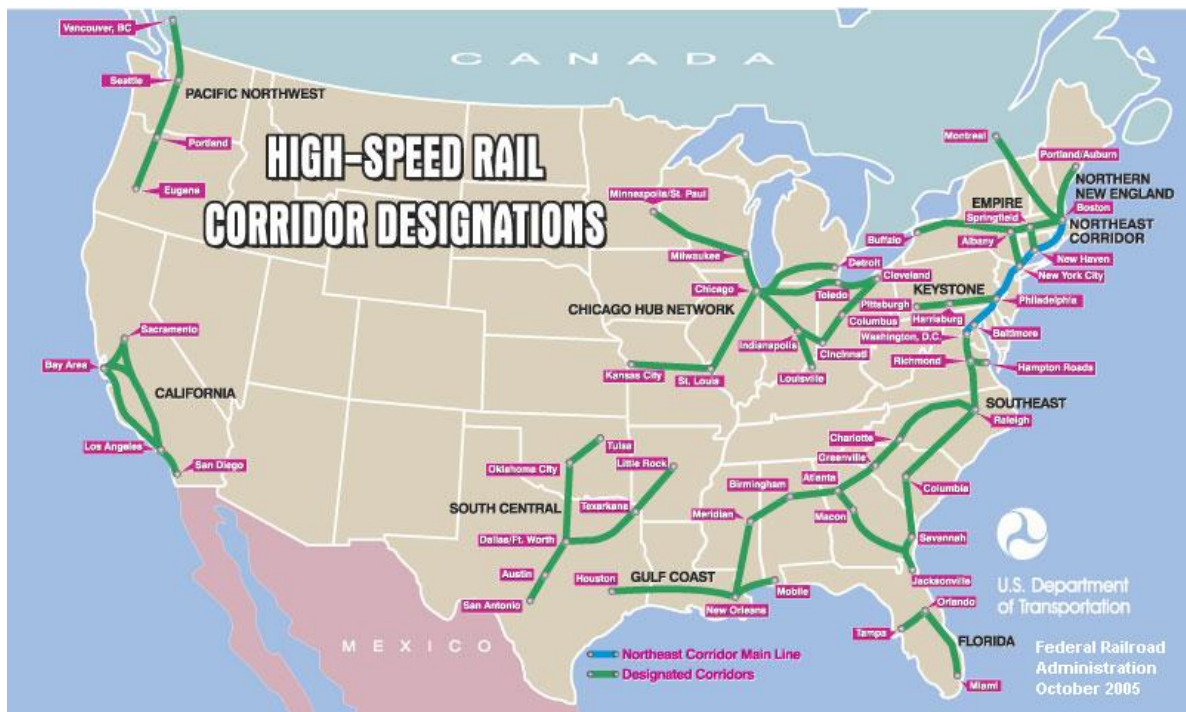 Vancouver, BC
CANADA
Seattle
PACIFIC NORTHWEST
Portland
Eugene
HIGH-SPEED RAIL
CORRIDOR DESIGNATIONS
Montreal
Portland/Auburn
NORTHERN
NEW ENGLAND
Minneapolis/St. Paul
EMPIRE
Springfield
Boston
NORTHEAST
CORRIDOR
Buffalo
Albany
Milwaukee
Detroit
New Haven
Cleveland
New York City
Chicago
KEYSTONE
Toledo
Pittsburgh
Philadelphia
CHICAGO HUB NETWORK
Columbus
Harrisburg
Sacramento
Indianapolis
Washington, D.C.
Baltimore
Cincinnati
Bay Area
Richmond
Hampton Roads
Kansas City
St. Louis
Louisville
CALIFORNIA
SOUTHEAST
Raleigh
Los Angeles
Charlotte
Tulsa
San Diego
Oklahoma City
Little Rock
Greenville
Birmingham
Atlanta
Columbia
SOUTH CENTRAL
Texarkana
Meridian
Macon
Dallas/Ft. Worth
Savannah
Austin
Houston
GULF COAST
Jacksonville
U.S. Department
of Transportation
San Antonio
New Orleans
Mobile
Orlando
MEXICO
Tampa
FLORIDA
Northeast Corridor Main Line
Designated Corridors
Miami
Federal Railroad
Administration
October 2005